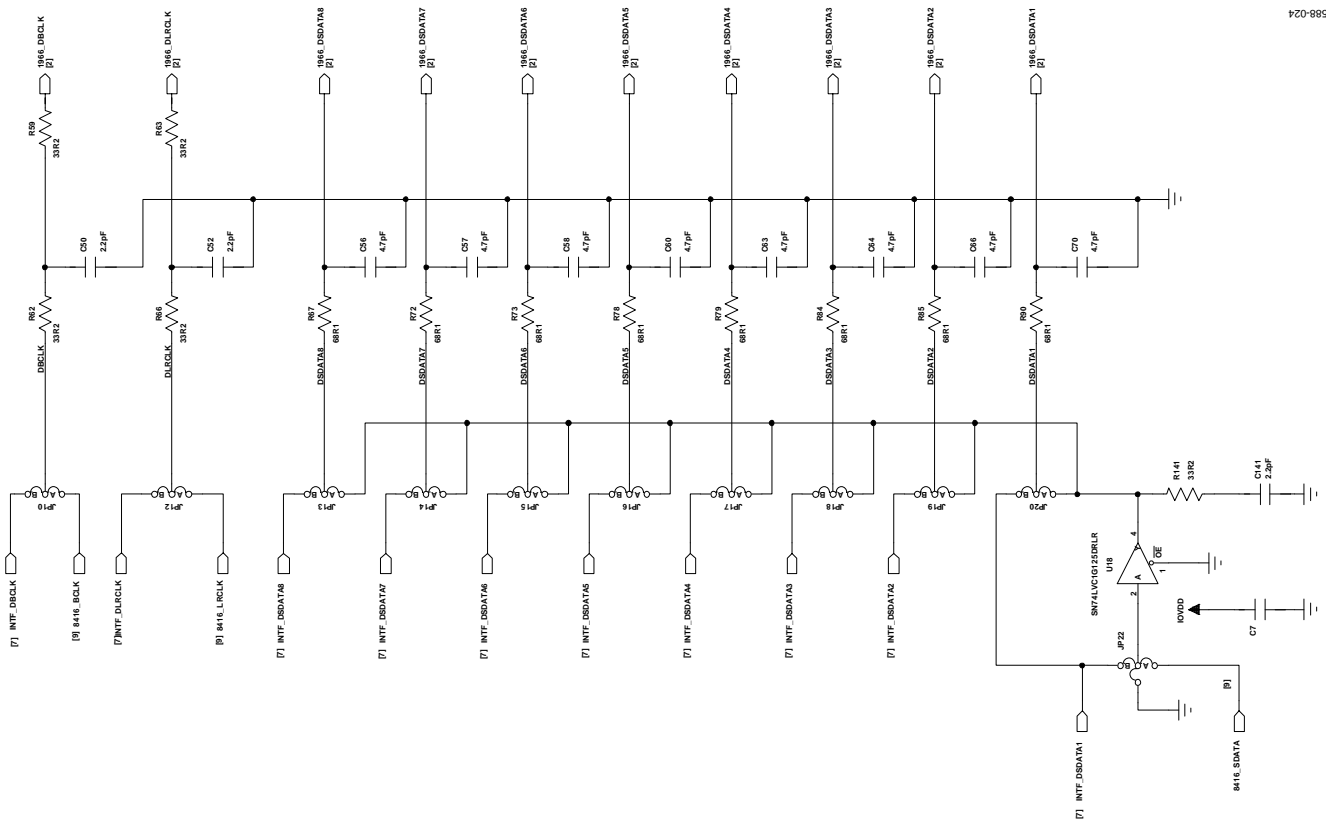 588-024
1966_DBCLK
[2]
1966_DLRCLK
[2]
1966_DSDATA8
[2]
1966_DSDATA7
[2]
1966_DSDATA6
[2]
1966_DSDATA5
[2]
1966_DSDATA4
[2]
1966_DSDATA3
[2]
1966_DSDATA2
[2]
1966_DSDATA1
[2]
R59
33R2
R63
33R2
C50
2.2pF
C52
2.2pF
C56
4.7pF
C57
4.7pF
C58
4.7pF
C60
4.7pF
C63
4.7pF
C64
4.7pF
C66
4.7pF
C70
4.7pF
R62
33R2
R66
33R2
R67
68R1
R72
68R1
R73
68R1
R78
68R1
R79
68R1
R84
68R1
R85
68R1
R90
68R1
DBCLK
DLRCLK
DSDATA8
DSDATA7
DSDATA6
DSDATA5
DSDATA4
DSDATA3
DSDATA2
DSDATA1
B A
JP10
B A
JP12
B A
JP13
B A
JP14
B A
JP15
B A
JP16
B A
JP17
B A
JP18
B A
JP19
B A
JP20
R141
33R2
C141
2.2pF
[7] INTF_DBCLK
[9] 8416_BCLK
[7]INTF_DLRCLK
[9] 8416_LRCLK
[7] INTF_DSDATA8
[7] INTF_DSDATA7
[7] INTF_DSDATA6
[7] INTF_DSDATA5
[7] INTF_DSDATA4
[7] INTF_DSDATA3
[7] INTF_DSDATA2
SN74LVC1G125DRLR
U18
4
OE
1
A
Y
2
IOVDD
C7
JP22
B A
[9]
[7] INTF_DSDATA1
8416_SDATA